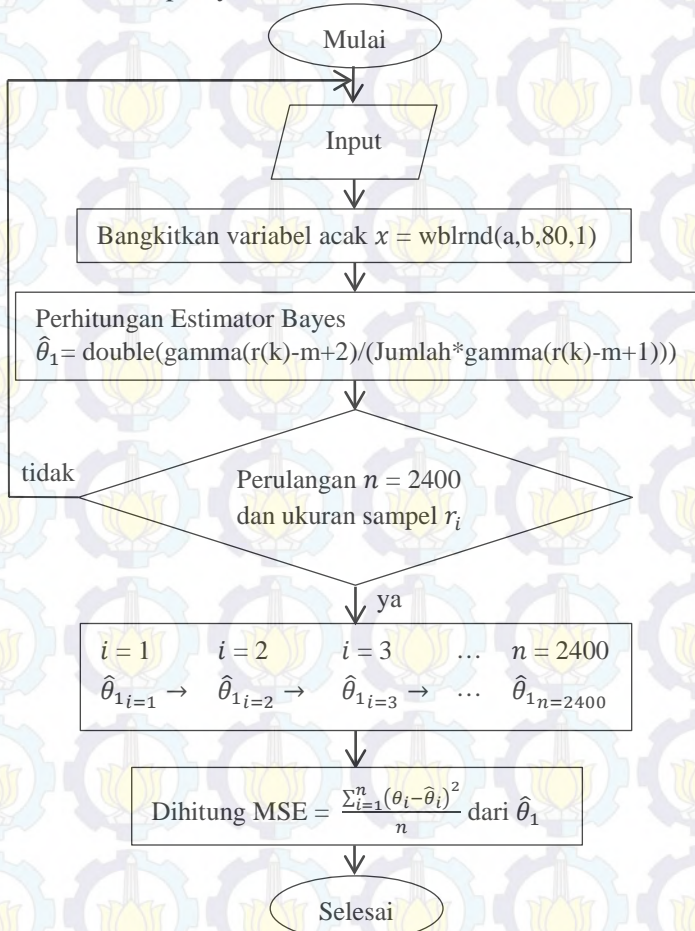 Mulai
Input
Bangkitkan variabel acak 𝑥 = wblrnd(a,b,80,1)
Perhitungan Estimator Bayes
θ̂₁= double(gamma(r(k)-m+2)/(Jumlah*gamma(r(k)-m+1)))
tidak
Perulangan 𝑛 = 2400
dan ukuran sampel 𝑟ᵢ
ya
𝑖 = 1 𝑖 = 2 𝑖 = 3 … 𝑛 = 2400
θ̂₁ᵢ₌₁ → θ̂₁ᵢ₌₂ → θ̂₁ᵢ₌₃ → … θ̂₁ₙ₌₂₄₀₀
Dihitung MSE = ∑ᵢ₌₁ⁿ(θᵢ−θ̂ᵢ)²/n dari θ̂₁
Selesai